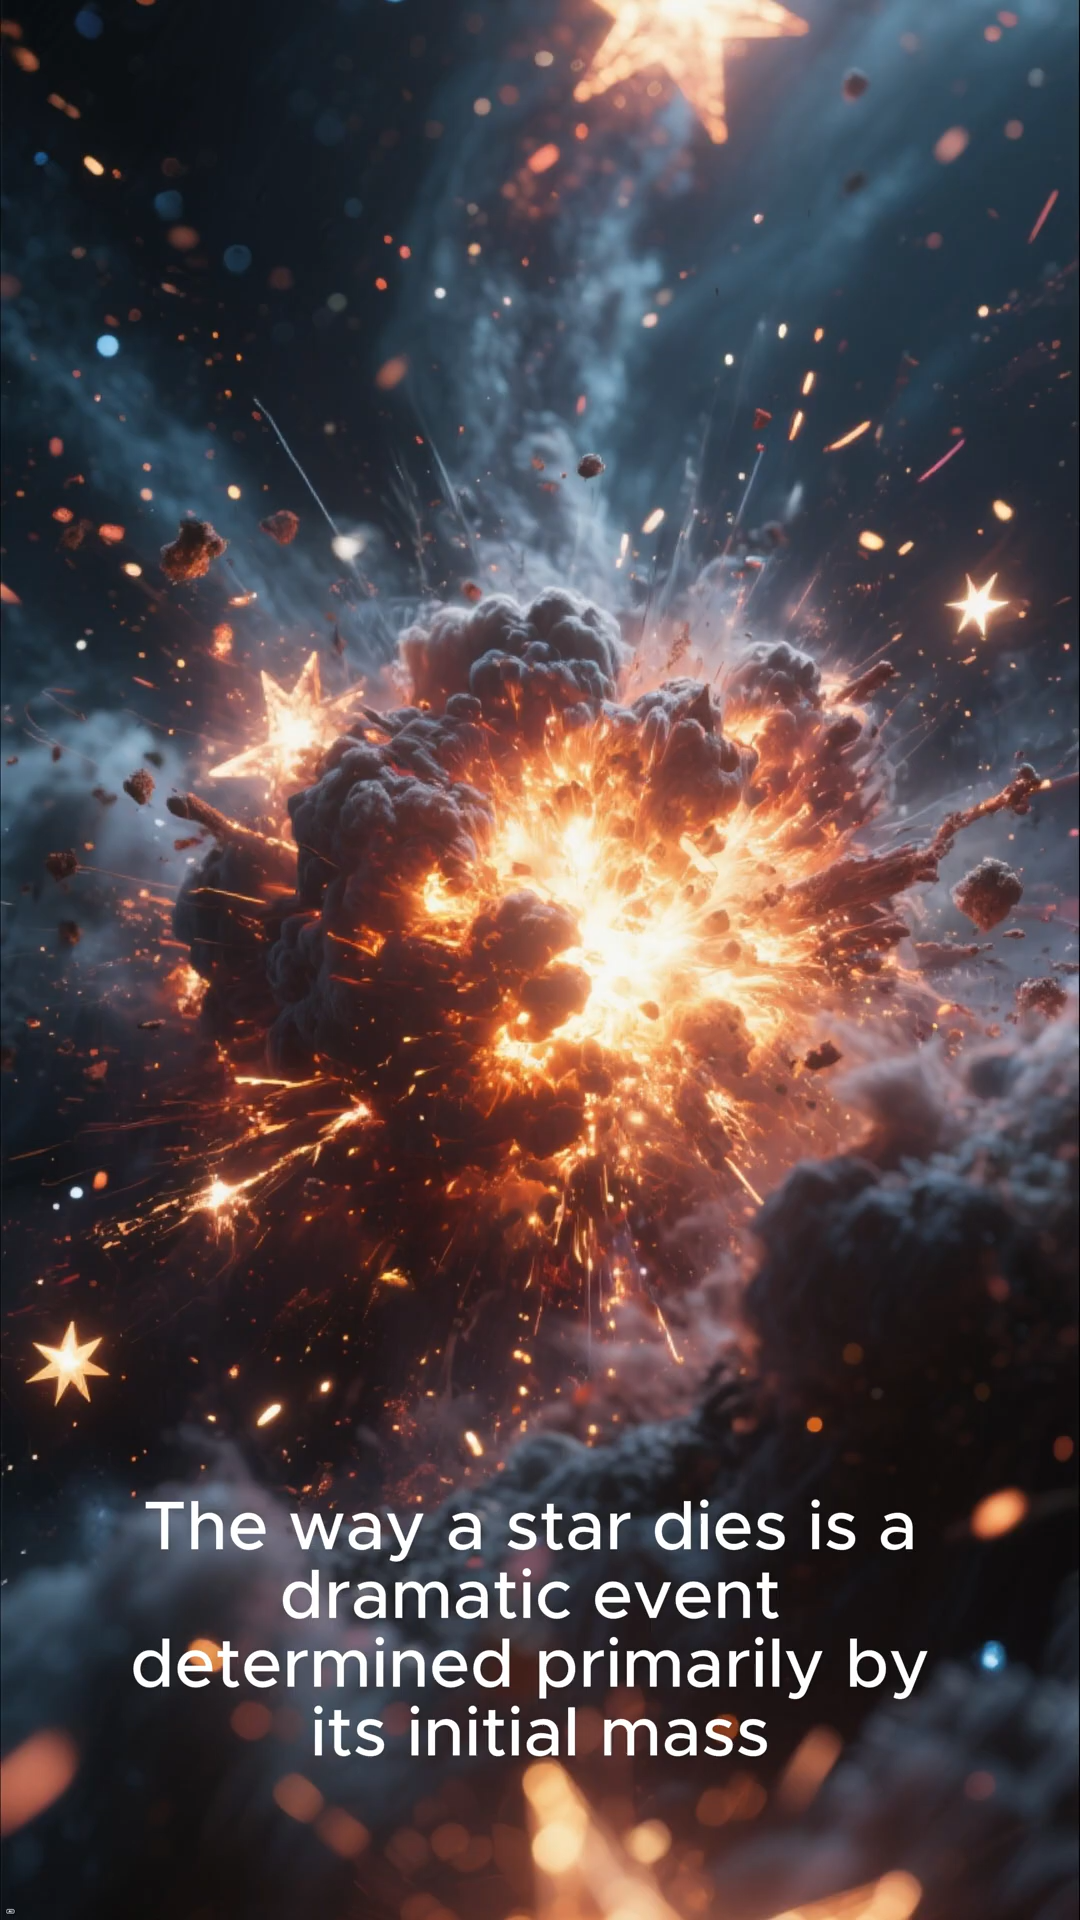 The way a star dies is a
dramatic event
determined primarily by
its initial mass